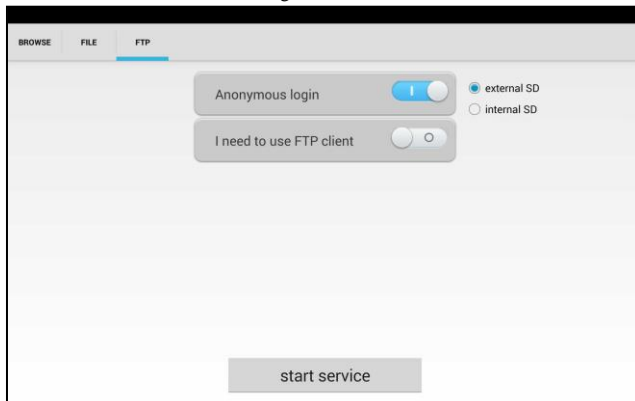 BROWSE FILE FTP
Anonymous login
external SD
internal SD
I need to use FTP client
start service